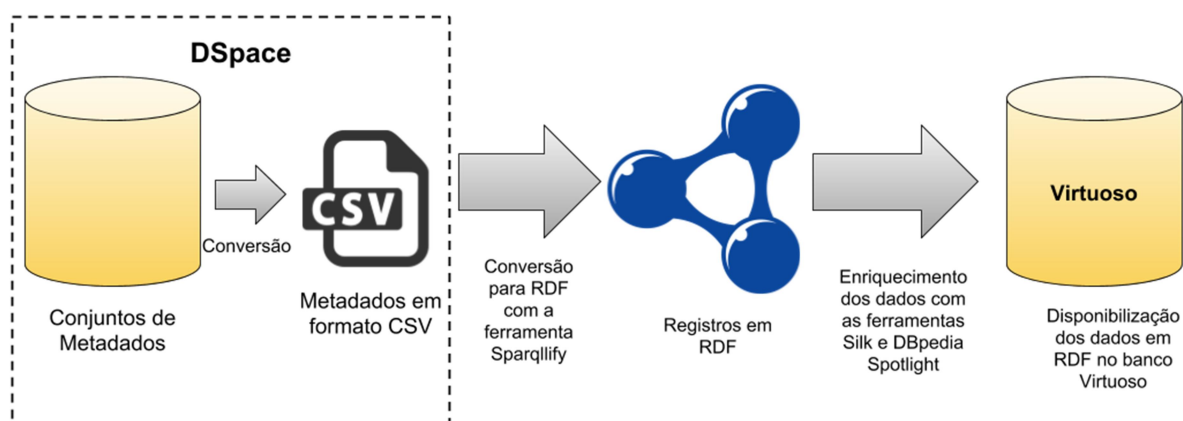 DSpace
Conversão
CSV
Conjuntos de
Metadados
Metadados em
formato CSV
Conversão
para RDF
com a
ferramenta
Sparqllify
Registros em
RDF
Enriquecimento
dos dados com
as ferramentas
Silk e DBpedia
Spotlight
Virtuoso
Disponibilização
dos dados em
RDF no banco
Virtuoso